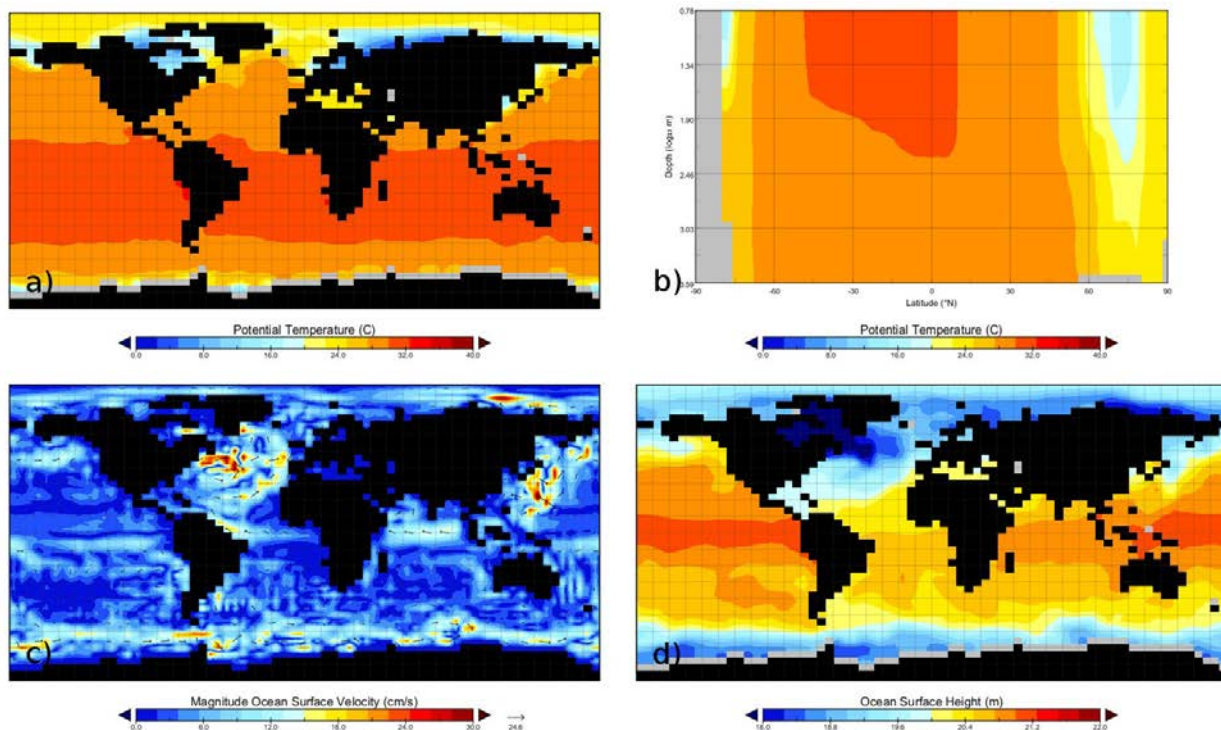 a)
b)
0.78
1.34
1.90
2.46
3.03
Depth (log10 m)
-90
-60
-30
0
30
60
90
Latitude (°N)
Potential Temperature (C)
0.0 8.0 16.0 24.0 32.0 40.0
Potential Temperature (C)
0.0 8.0 16.0 24.0 32.0 40.0
c)
d)
Magnitude Ocean Surface Velocity (cm/s)
0.0 6.0 12.0 18.0 24.0 30.0
24.6
Ocean Surface Height (m)
18.0 18.8 19.6 20.4 21.2 22.0